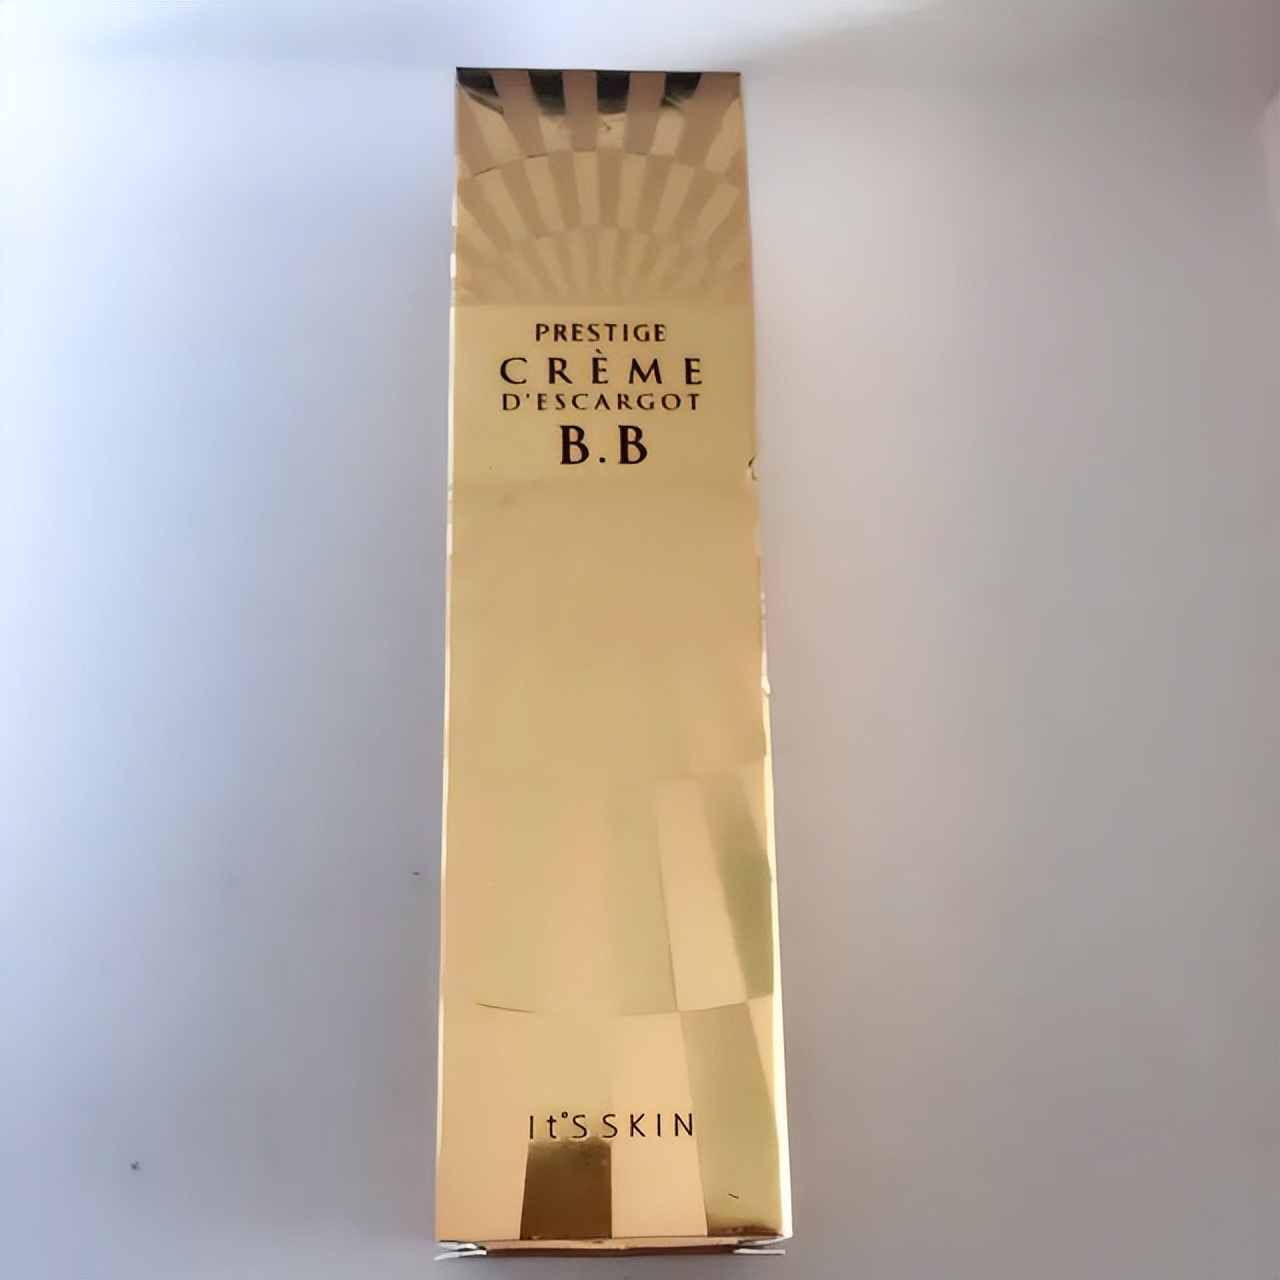 PRESTIGE
CRÈME
D'ESCARGOT
B.B
It°S SKIN